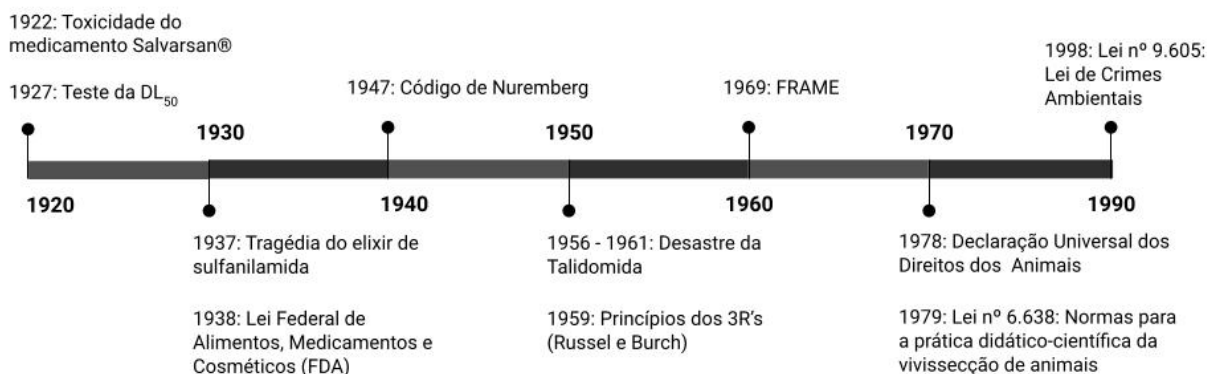 1922: Toxicidade do
medicamento Salvarsan®
1927: Teste da DL50
1947: Código de Nuremberg
1969: FRAME
1998: Lei nº 9.605:
Lei de Crimes
Ambientais
1930
1950
1970
1920
1940
1960
1990
1937: Tragédia do elixir de
sulfanilamida
1938: Lei Federal de
Alimentos, Medicamentos e
Cosméticos (FDA)
1956 - 1961: Desastre da
Talidomida
1959: Princípios dos 3R's
(Russel e Burch)
1978: Declaração Universal dos
Direitos dos Animais
1979: Lei nº 6.638: Normas para
a prática didático-científica da
vivissecção de animais